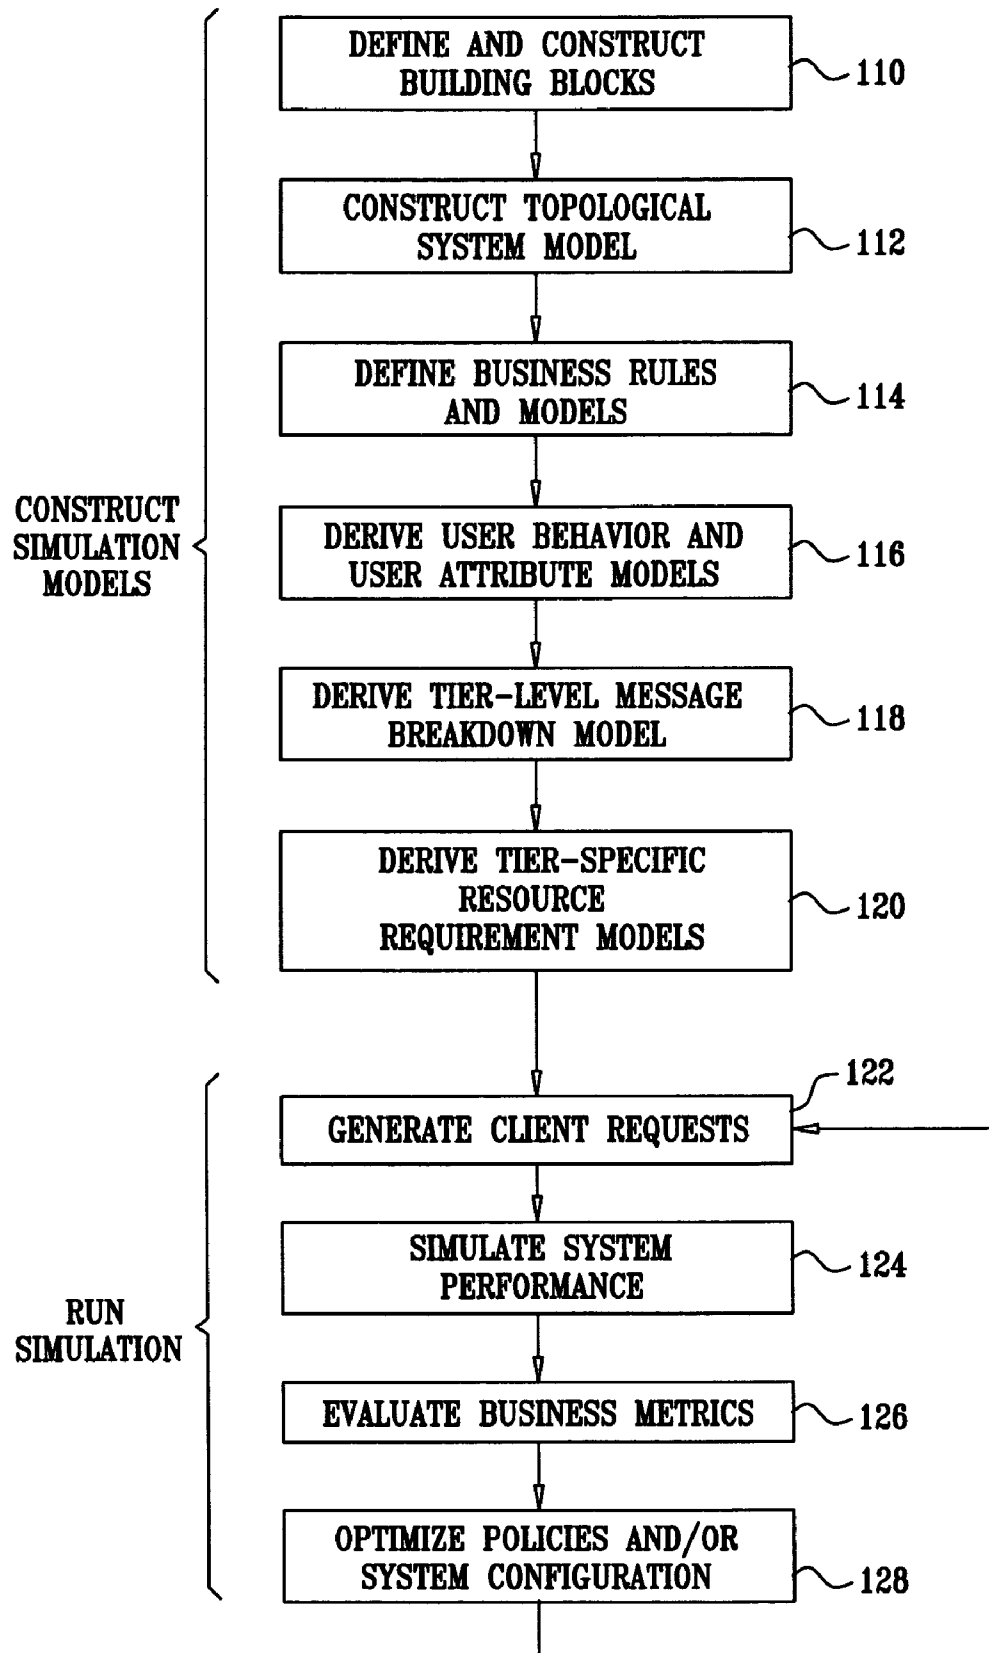 DEFINE AND CONSTRUCT
BUILDING BLOCKS
110
CONSTRUCT TOPOLOGICAL
SYSTEM MODEL
112
DEFINE BUSINESS RULES
AND MODELS
114
CONSTRUCT
SIMULATION
MODELS
DERIVE USER BEHAVIOR AND
USER ATTRIBUTE MODELS
116
DERIVE TIER-LEVEL MESSAGE
BREAKDOWN MODEL
118
DERIVE TIER-SPECIFIC
RESOURCE
REQUIREMENT MODELS
120
122
GENERATE CLIENT REQUESTS
SIMULATE SYSTEM
PERFORMANCE
124
RUN
SIMULATION
EVALUATE BUSINESS METRICS
126
OPTIMIZE POLICIES AND/OR
SYSTEM CONFIGURATION
128